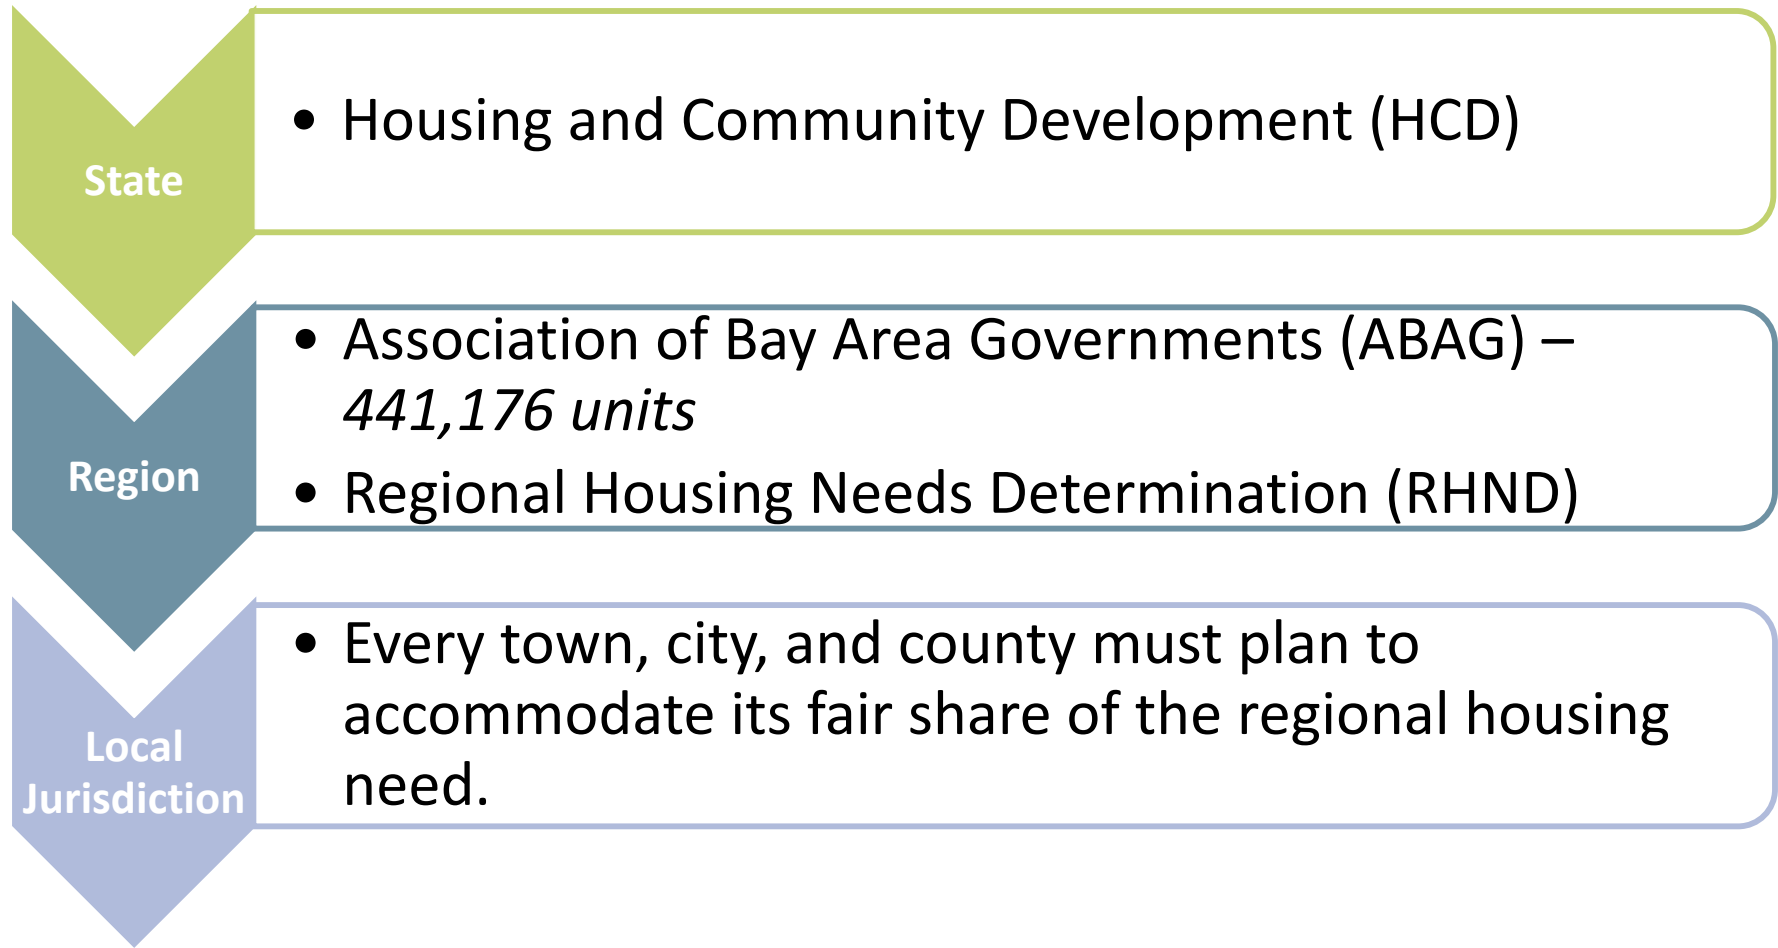 State
• Housing and Community Development (HCD)
Region
• Association of Bay Area Governments (ABAG) –
441,176 units
• Regional Housing Needs Determination (RHND)
Local
Jurisdiction
• Every town, city, and county must plan to
accommodate its fair share of the regional housing
need.